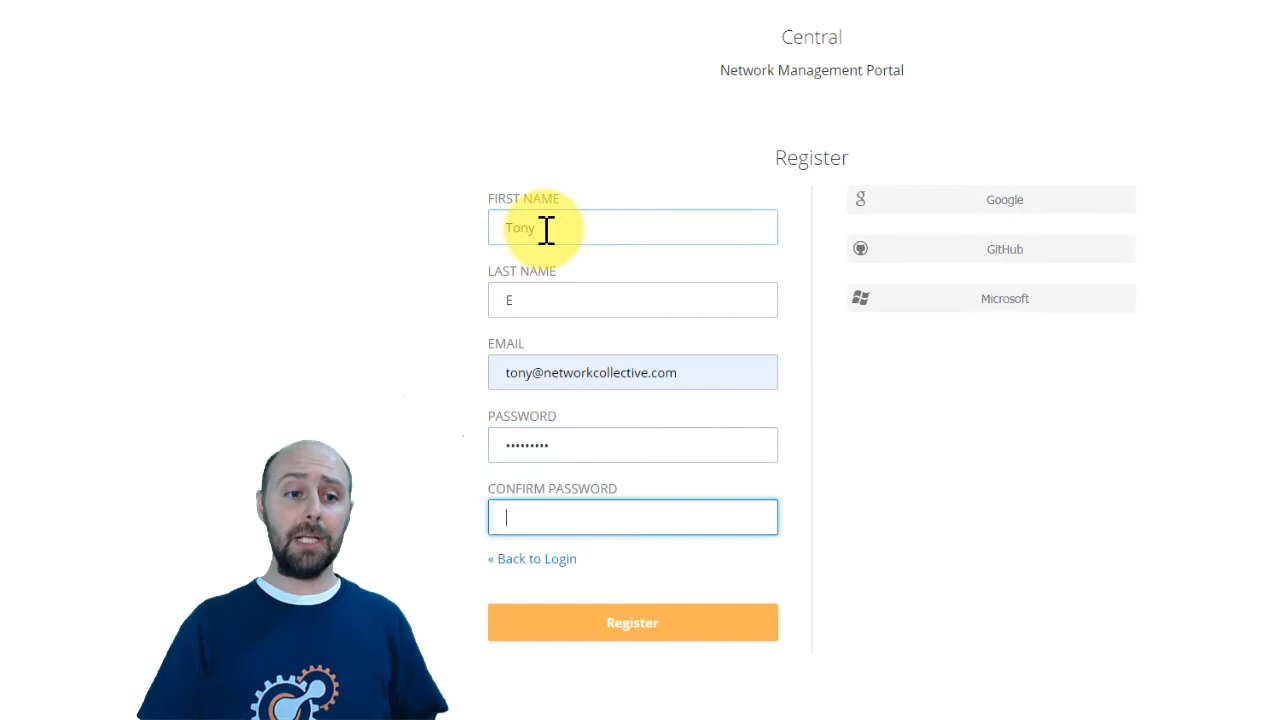 Central
Network Management Portal
Register
FIRST NAME
Tony
LAST NAME
E
EMAIL
tony@networkcollective.com
PASSWORD
•••••••••
CONFIRM PASSWORD
« Back to Login
Register
Google
GitHub
Microsoft